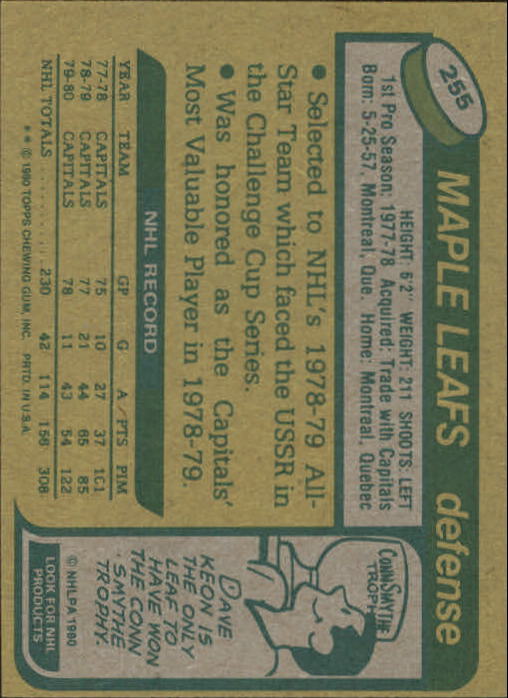 255
MAPLE LEAFS defense
HEIGHT: 6'2" WEIGHT: 211 SHOOTS: LEFT
1st Pro Season: 1977-78 Acquired: Trade with Capitals
Born: 5-25-57, Montreal, Que. Home: Montreal, Quebec
• Selected to NHL's 1978-79 All-
Star Team which faced the USSR in
the Challenge Cup Series.
• Was honored as the Capitals'
Most Valuable Player in 1978-79.
NHL RECORD
YEAR TEAM GP G A PTS PIM
77-78 CAPITALS 75 10 27 37 101
78-79 CAPITALS 77 21 44 65 85
79-80 CAPITALS 78 11 43 54 122
NHL TOTALS 230 42 114 156 308
** © 1980 TOPPS CHEWING GUM, INC. PRTD. IN U.S.A.
CONN SMYTHE
TROPHY
DAVE
KEON IS
THE ONLY
LEAF TO
HAVE WON
THE CONN
SMYTHE
TROPHY.
© NHLPA 1980
LOOK FOR NHL
PRODUCTS